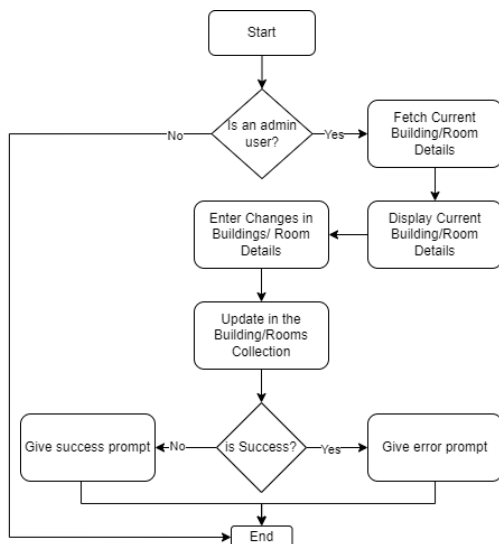 Start
Is an admin
user?
No
Yes
Fetch Current
Building/Room
Details
Enter Changes in
Buildings/ Room
Details
Display Current
Building/Room
Details
Update in the
Building/Rooms
Collection
Give success prompt
No
is Success?
Yes
Give error prompt
End